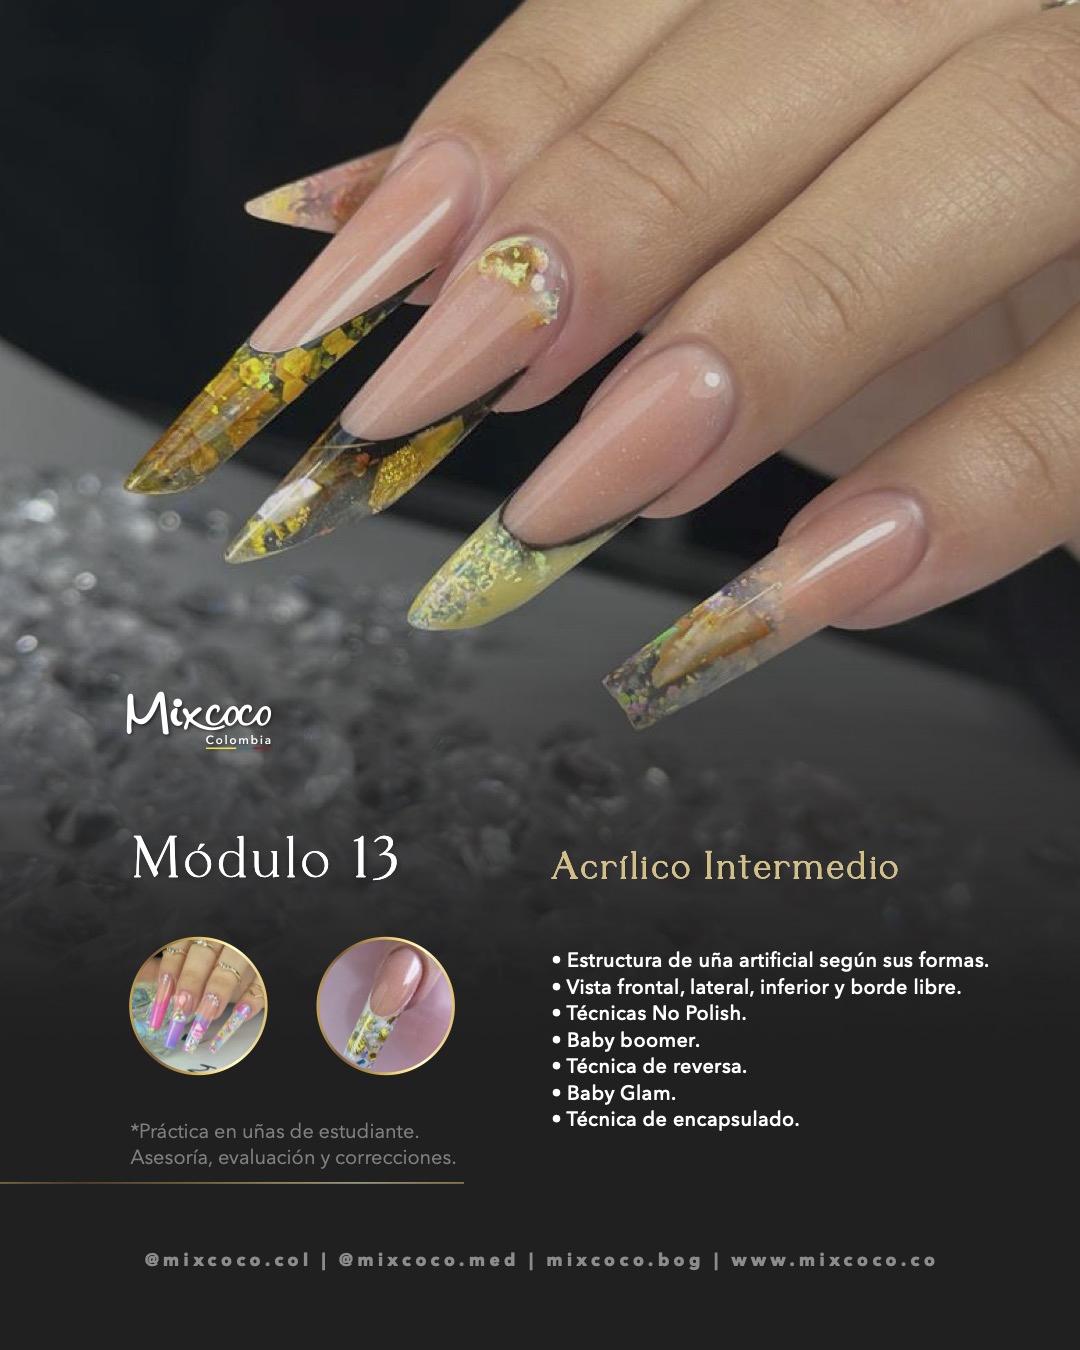 Mixcoco
Colombia
Módulo 13
Acrílico Intermedio
• Estructura de uña artificial según sus formas.
• Vista frontal, lateral, inferior y borde libre.
• Técnicas No Polish.
• Baby boomer.
• Técnica de reversa.
• Baby Glam.
• Técnica de encapsulado.
*Práctica en uñas de estudiante.
Asesoría, evaluación y correcciones.
@mixcoco.col | @mixcoco.med | mixcoco.bog | www.mixcoco.co